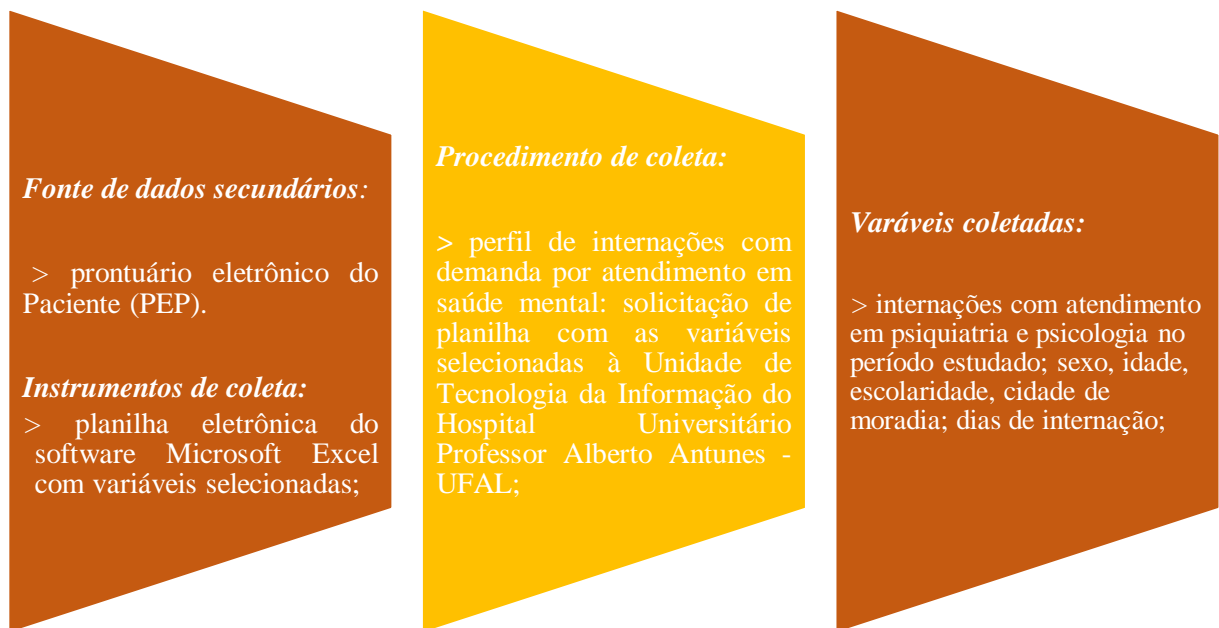 Fonte de dados secundários:
> prontuário eletrônico do
Paciente (PEP).
Instrumentos de coleta:
> planilha eletrônica do
software Microsoft Excel
com variáveis selecionadas;
Procedimento de coleta:
> perfil de internações com
demanda por atendimento em
saúde mental: solicitação de
planilha com as variáveis
selecionadas à Unidade de
Tecnologia da Informação do
Hospital Universitário
Professor Alberto Antunes -
UFAL;
Varáveis coletadas:
> internações com atendimento
em psiquiatria e psicologia no
período estudado; sexo, idade,
escolaridade, cidade de
moradia; dias de internação;